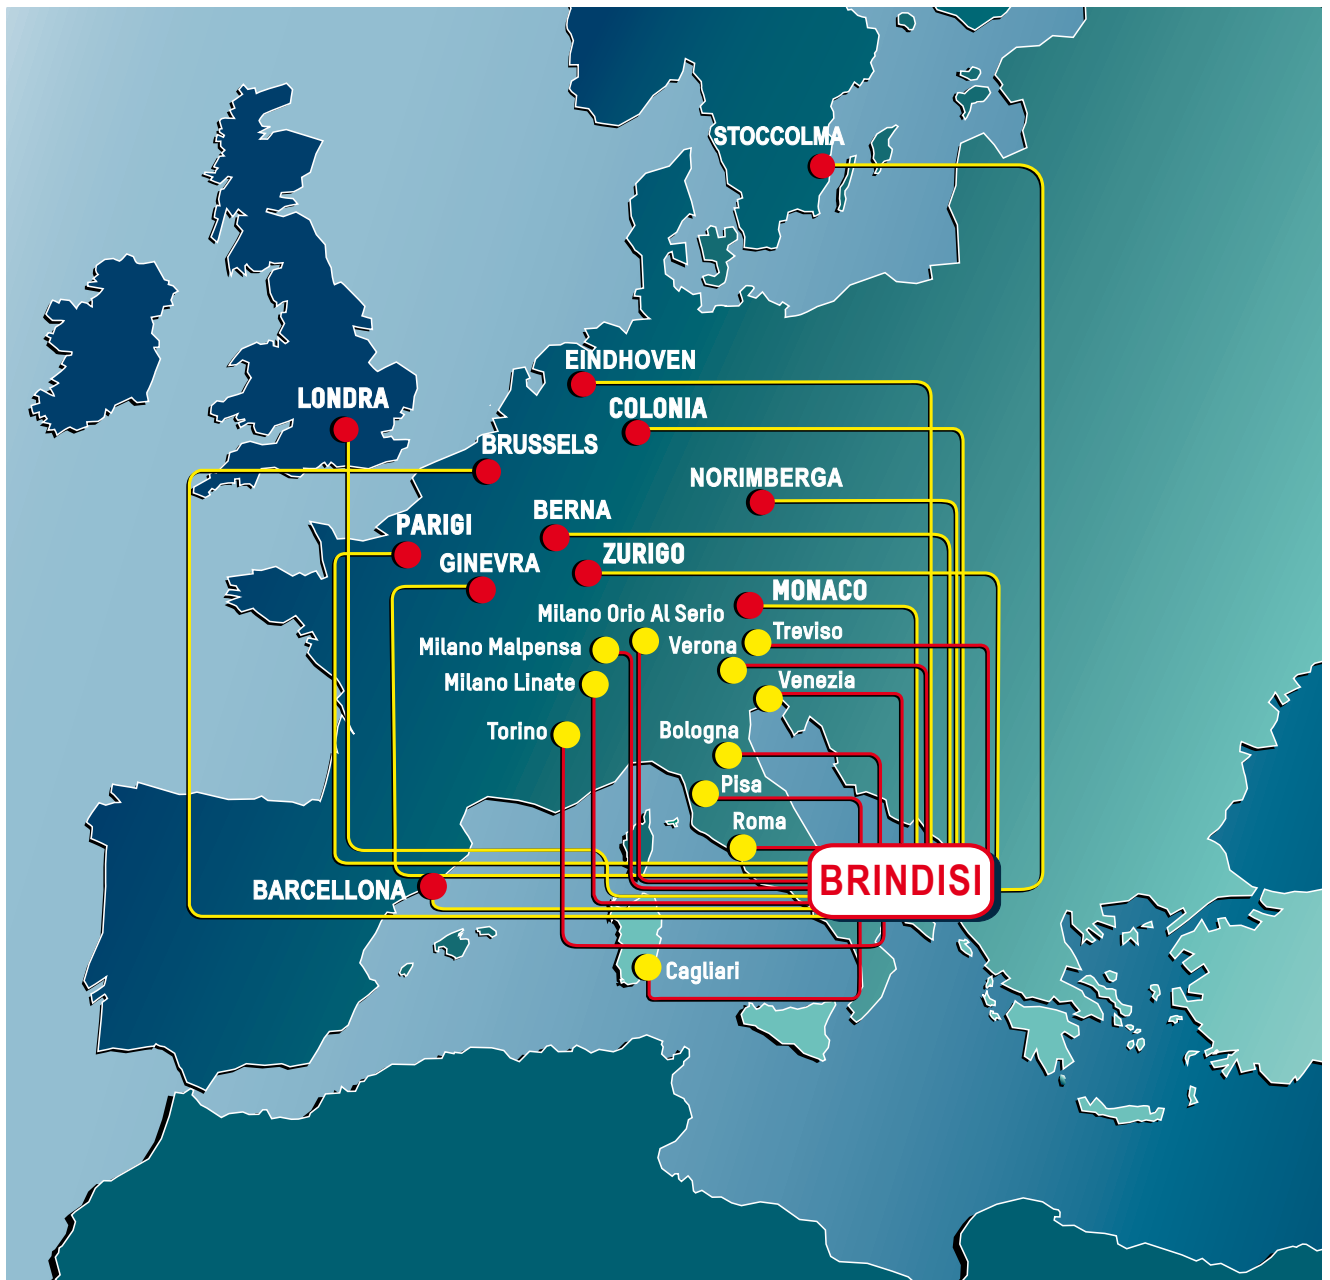 STOCCOLMA
EINDHOVEN
LONDRA
COLONIA
BRUSSELS
NORIMBERGA
BERNA
PARIGI
ZURIGO
GINEVRA
MONACO
Milano Orio Al Serio
Treviso
Verona
Milano Malpensa
Venezia
Milano Linate
Torino
Bologna
Pisa
Roma
BRINDISI
BARCELLONA
Cagliari